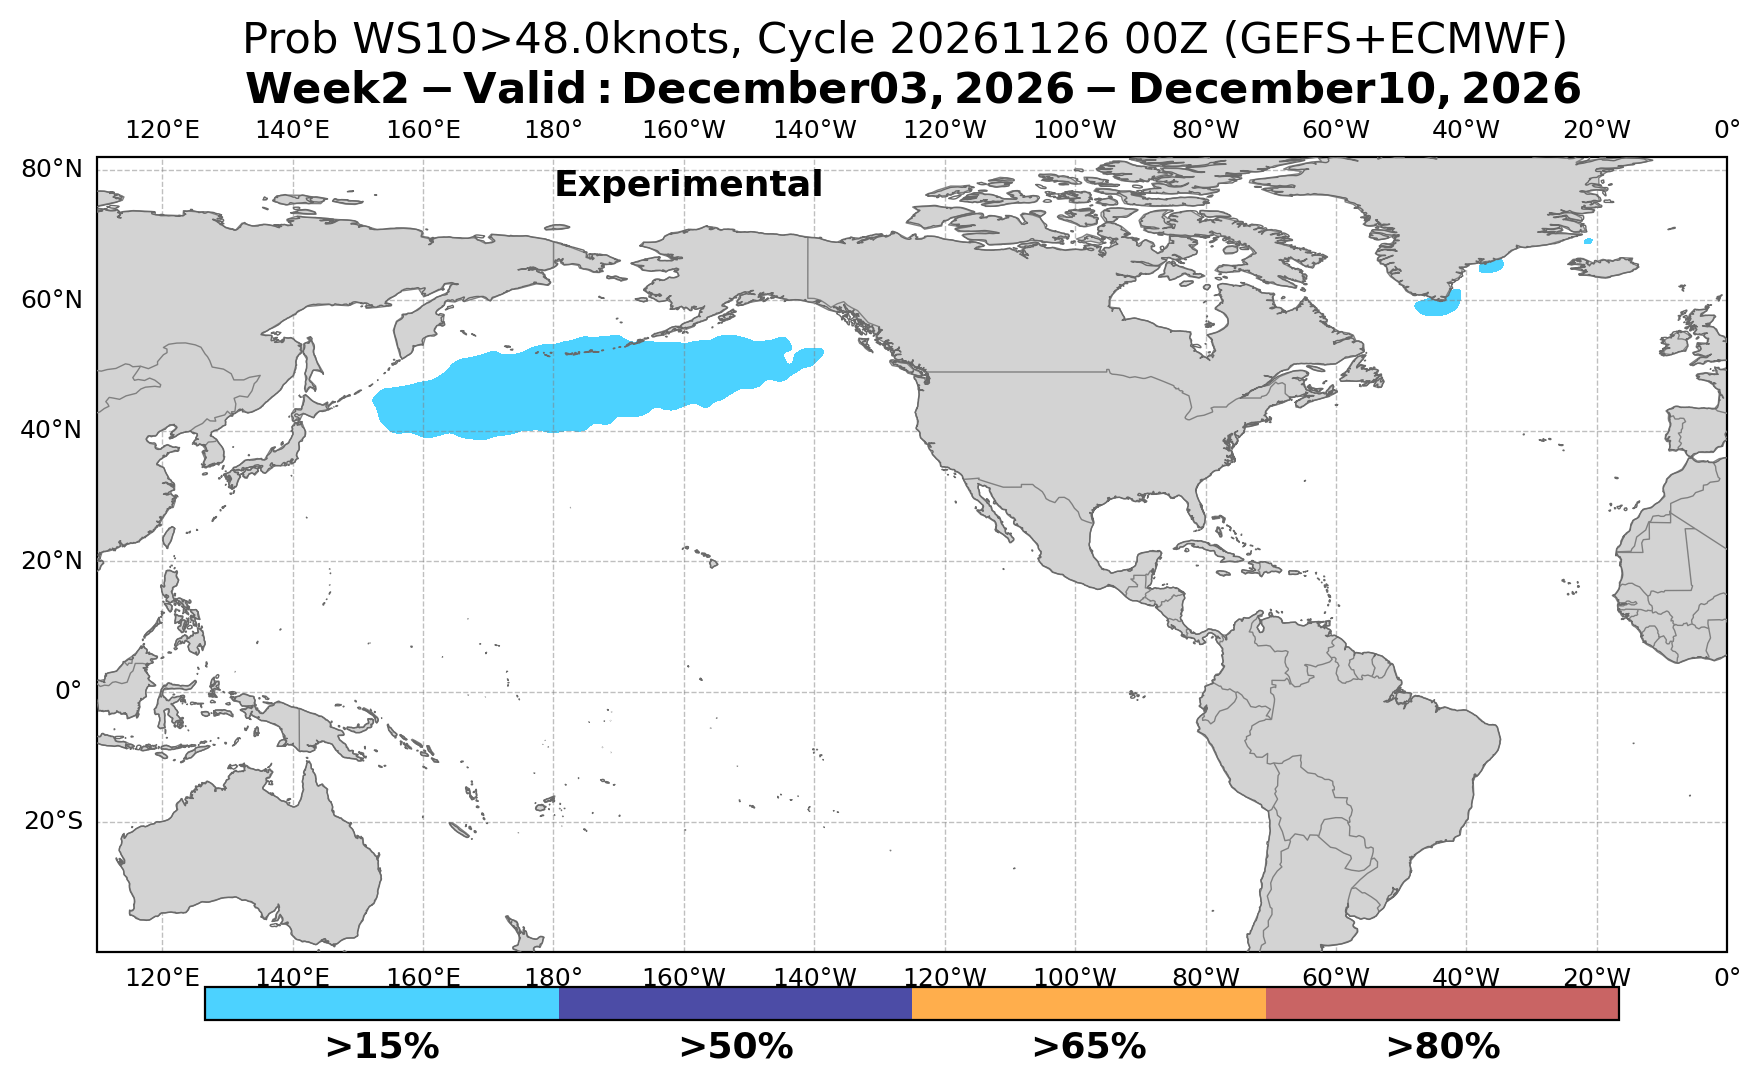 Prob WS10>48.0knots, Cycle 20261126 00Z (GEFS+ECMWF)
Week2 − Valid : December03, 2026 − December10, 2026
120°E 140°E 160°E 180° 160°W 140°W 120°W 100°W 80°W 60°W 40°W 20°W 0°
80°N
Experimental
60°N
40°N
20°N
0°
20°S
120°E 140°E 160°E 180° 160°W 140°W 120°W 100°W 80°W 60°W 40°W 20°W 0°
>15% >50% >65% >80%